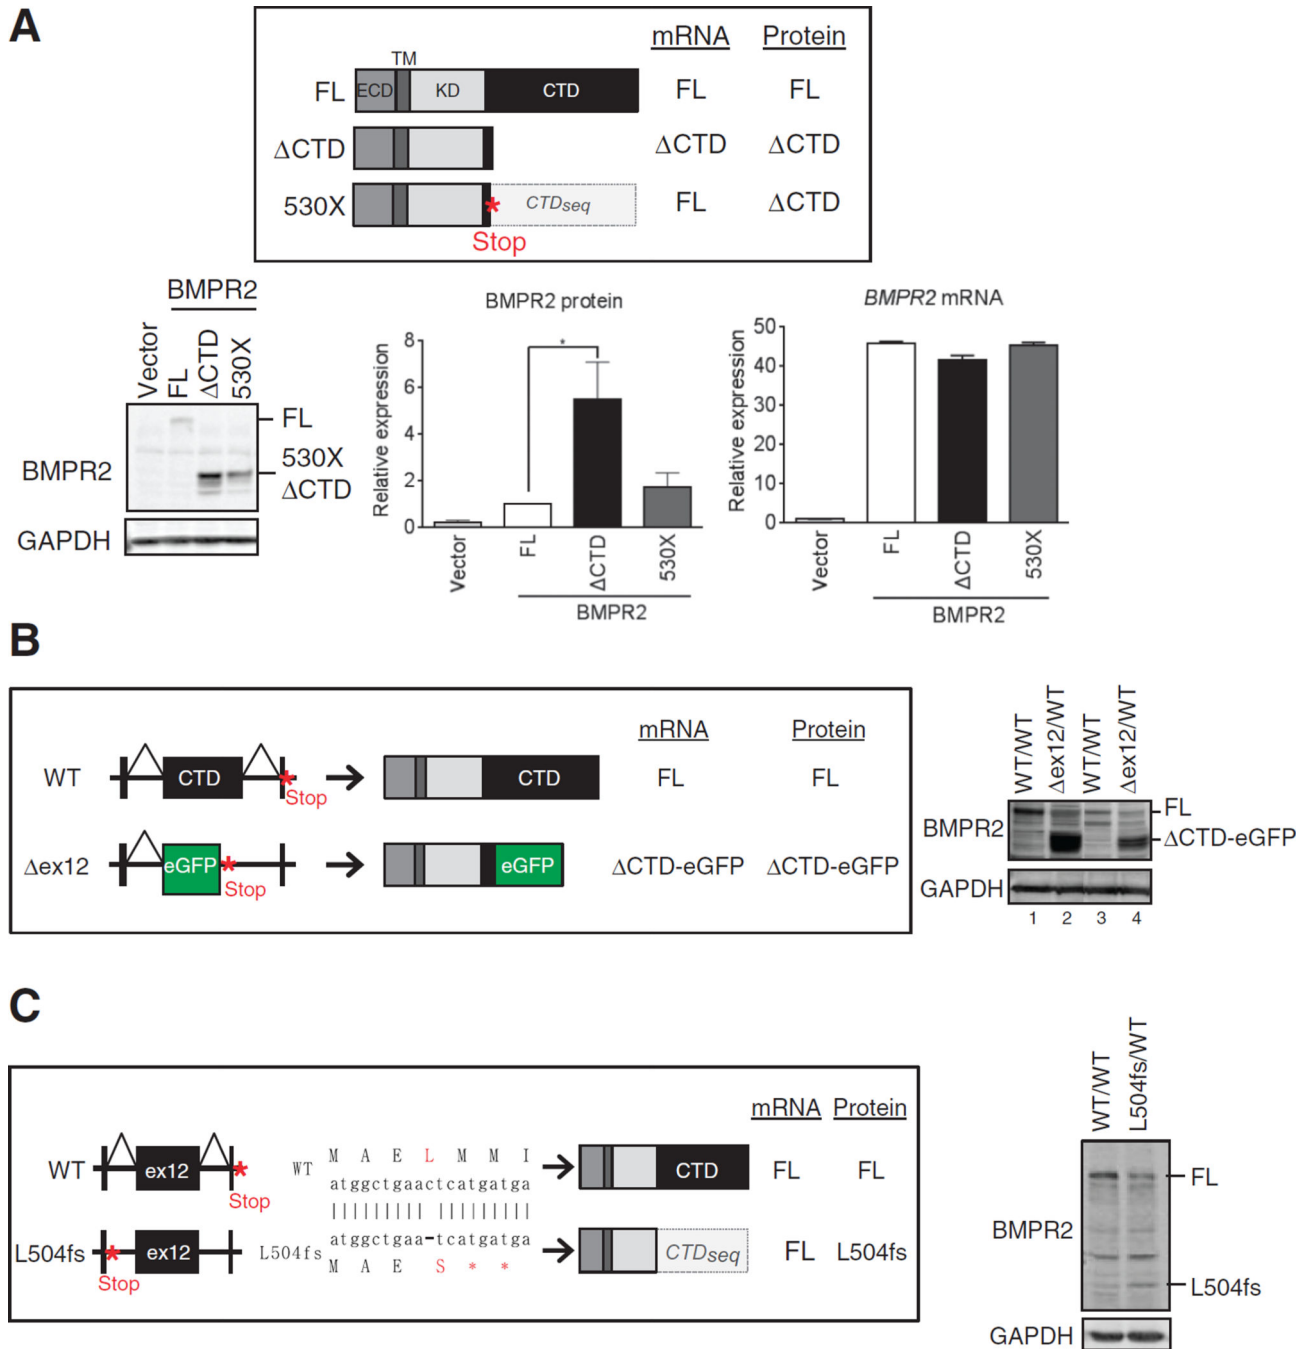 A
mRNA Protein
TM
FL ECD KD CTD FL FL
ΔCTD ΔCTD ΔCTD
530X * CTDseq FL ΔCTD
Stop
BMPR2
Vector FL ΔCTD 530X
FL
530X
BMPR2
ΔCTD
GAPDH
BMPR2 protein
Relative expression
8
6
4
2
0
*
Vector FL ΔCTD 530X
BMPR2
BMPR2 mRNA
Relative expression
50
40
30
20
10
0
Vector FL ΔCTD 530X
BMPR2
B
mRNA Protein
WT CTD * CTD FL FL
Stop
Δex12 eGFP * eGFP ΔCTD-eGFP ΔCTD-eGFP
Stop
WT/WT Δex12/WT WT/WT Δex12/WT
FL
BMPR2
ΔCTD-eGFP
GAPDH
1 2 3 4
C
mRNA Protein
WT ex12 * WT M A E L M M I CTD FL FL
Stop
atggctgaactcatgatga
||||||||| |||||||||
L504fs * ex12 L504fs atggctgaa-tcatgatga CTDseq FL L504fs
Stop
M A E S * *
WT/WT L504fs/WT
FL
BMPR2
L504fs
GAPDH